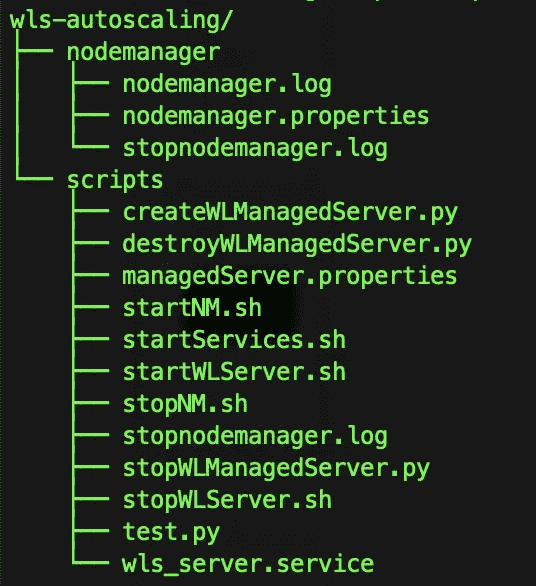 wls-autoscaling/
├── nodemanager
│   ├── nodemanager.log
│   ├── nodemanager.properties
│   └── stopnodemanager.log
└── scripts
    ├── createWLManagedServer.py
    ├── destroyWLManagedServer.py
    ├── managedServer.properties
    ├── startNM.sh
    ├── startServices.sh
    ├── startWLServer.sh
    ├── stopNM.sh
    ├── stopnodemanager.log
    ├── stopWLManagedServer.py
    ├── stopWLServer.sh
    ├── test.py
    └── wls_server.service